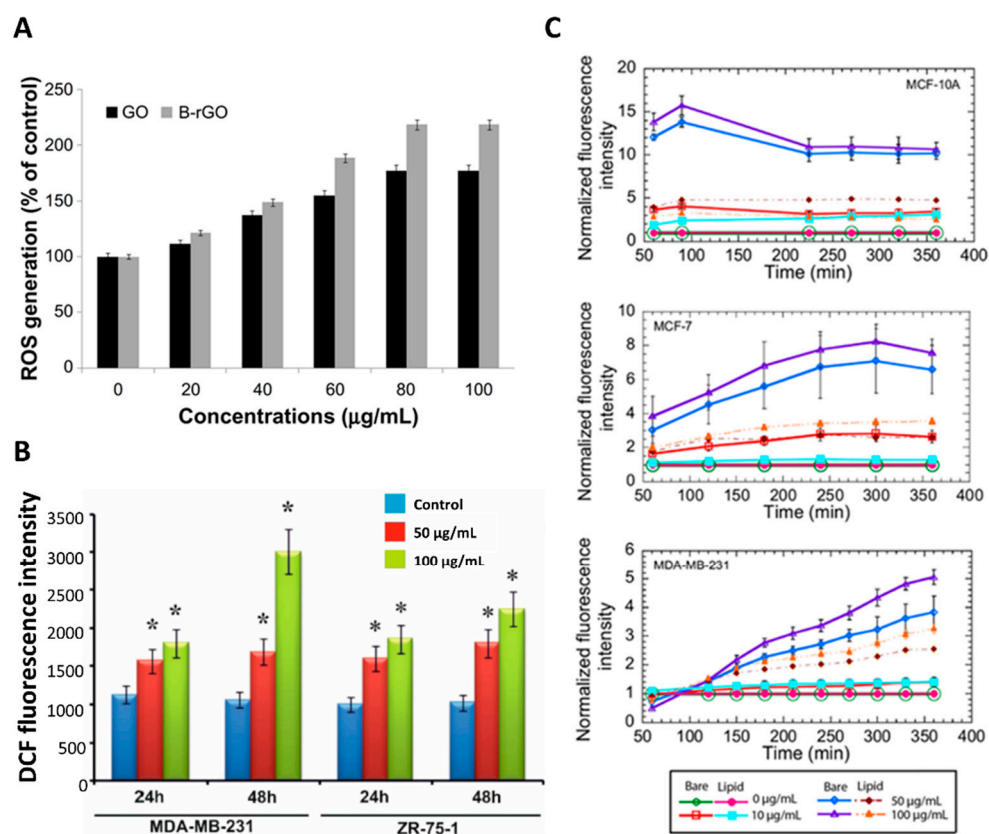 A
250
200
150
100
50
0
ROS generation (% of control)
GO
B-rGO
0 20 40 60 80 100
Concentrations (µg/mL)
B
3500
3000
2500
2000
1500
1000
500
0
DCF fluorescence intensity
Control
50 µg/mL
100 µg/mL
* * * * * * * *
24h 48h 24h 48h
MDA-MB-231 ZR-75-1
C
MCF-10A
20
15
10
5
0
Normalized fluorescence
intensity
50 100 150 200 250 300 350 400
Time (min)
MCF-7
10
8
6
4
2
0
Normalized fluorescence
intensity
50 100 150 200 250 300 350 400
Time (min)
MDA-MB-231
6
5
4
3
2
1
0
Normalized fluorescence
intensity
50 100 150 200 250 300 350 400
Time (min)
Bare Lipid Bare Lipid
0 µg/mL 50 µg/mL
10 µg/mL 100 µg/mL